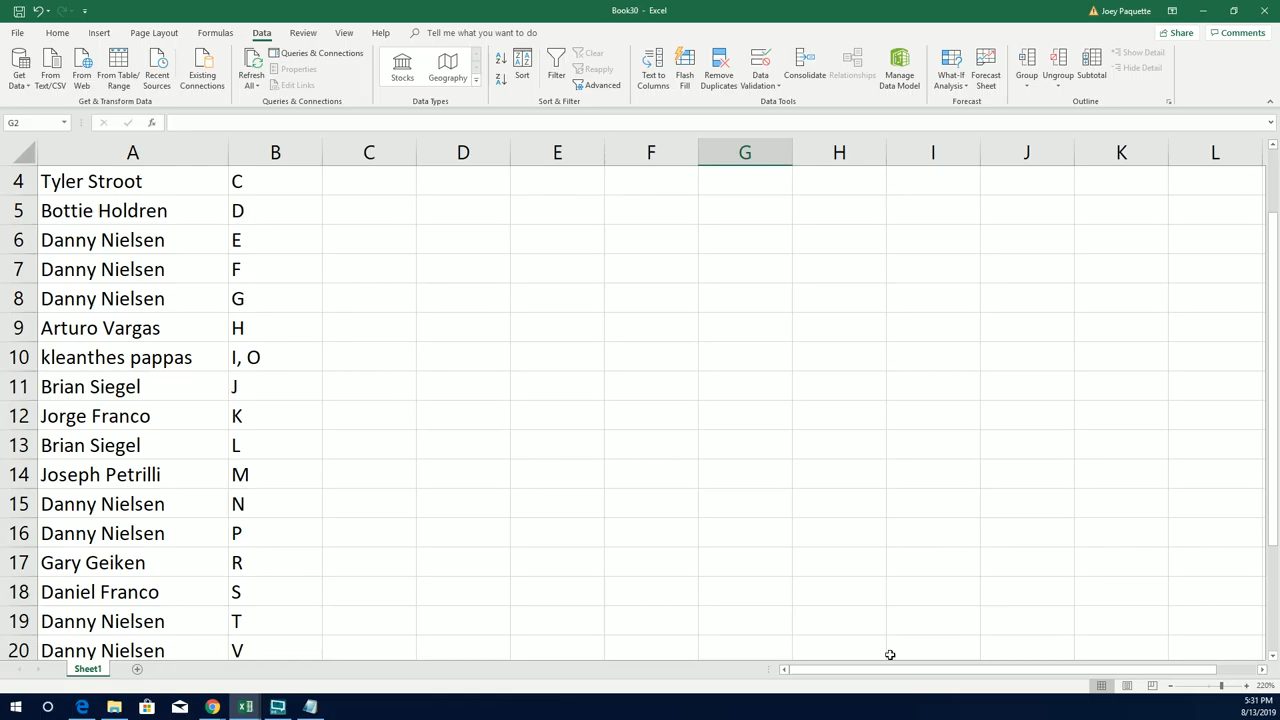 Book30 - Excel
Joey Paquette
File Home Insert Page Layout Formulas Data Review View Help Tell me what you want to do
Share Comments
Get Data From Text/CSV From Web From Table/Range Recent Sources Existing Connections
Get & Transform Data
Refresh All Queries & Connections Properties Edit Links
Queries & Connections
Stocks Geography
Data Types
Sort Filter Clear Reapply Advanced
Sort & Filter
Text to Columns Flash Fill Remove Duplicates Data Validation Consolidate Relationships Manage Data Model
Data Tools
What-If Analysis Forecast Sheet
Forecast
Group Ungroup Subtotal Show Detail Hide Detail
Outline
G2
A B C D E F G H I J K L
4 Tyler Stroot C
5 Bottie Holdren D
6 Danny Nielsen E
7 Danny Nielsen F
8 Danny Nielsen G
9 Arturo Vargas H
10 kleanthes pappas I, O
11 Brian Siegel J
12 Jorge Franco K
13 Brian Siegel L
14 Joseph Petrilli M
15 Danny Nielsen N
16 Danny Nielsen P
17 Gary Geiken R
18 Daniel Franco S
19 Danny Nielsen T
20 Danny Nielsen V
Sheet1
220%
5:31 PM
8/13/2019